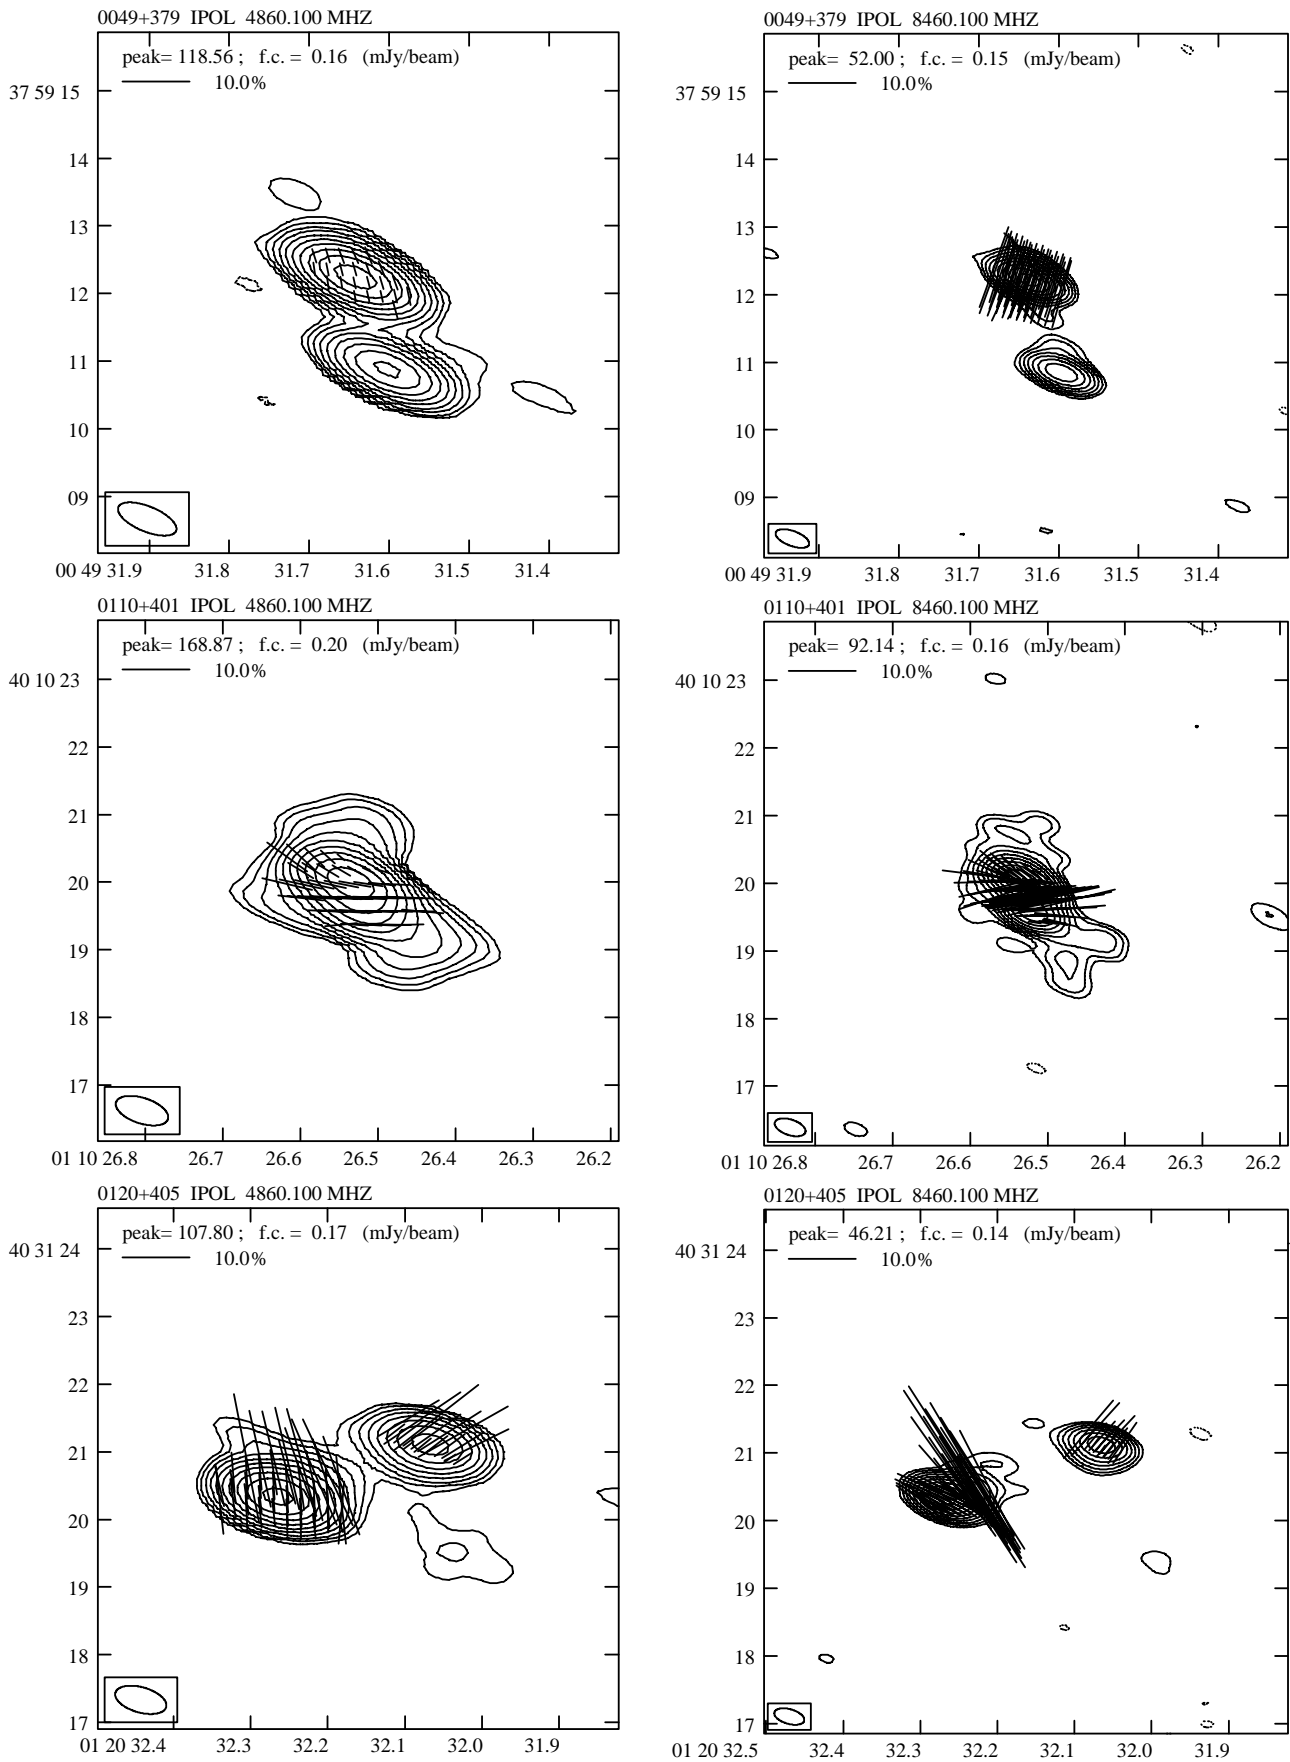 0049+379 IPOL 4860.100 MHZ
peak= 118.56 ; f.c. = 0.16 (mJy/beam)
10.0%
37 59 15
14
13
12
11
10
09
00 49 31.9 31.8 31.7 31.6 31.5 31.4
0049+379 IPOL 8460.100 MHZ
peak= 52.00 ; f.c. = 0.15 (mJy/beam)
10.0%
37 59 15
14
13
12
11
10
09
00 49 31.9 31.8 31.7 31.6 31.5 31.4
0110+401 IPOL 4860.100 MHZ
peak= 168.87 ; f.c. = 0.20 (mJy/beam)
10.0%
40 10 23
22
21
20
19
18
17
01 10 26.8 26.7 26.6 26.5 26.4 26.3 26.2
0110+401 IPOL 8460.100 MHZ
peak= 92.14 ; f.c. = 0.16 (mJy/beam)
10.0%
40 10 23
22
21
20
19
18
17
01 10 26.8 26.7 26.6 26.5 26.4 26.3 26.2
0120+405 IPOL 4860.100 MHZ
peak= 107.80 ; f.c. = 0.17 (mJy/beam)
10.0%
40 31 24
23
22
21
20
19
18
17
01 20 32.4 32.3 32.2 32.1 32.0 31.9
0120+405 IPOL 8460.100 MHZ
peak= 46.21 ; f.c. = 0.14 (mJy/beam)
10.0%
40 31 24
23
22
21
20
19
18
17
01 20 32.5 32.4 32.3 32.2 32.1 32.0 31.9